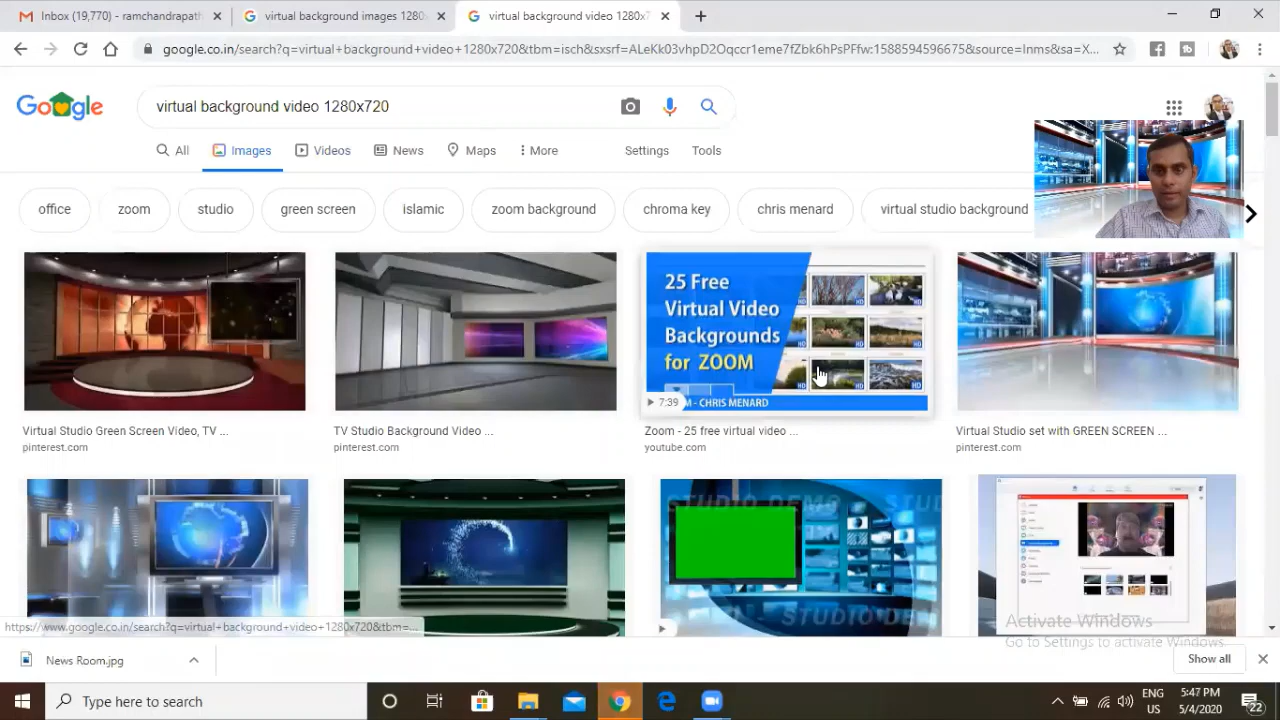 Inbox (19,770) - ramchandrapath
virtual background images 1280x
virtual background video 1280x7
google.co.in/search?q=virtual+background+video+1280x720&tbm=isch&sxsrf=ALeKk03vhpD2Oqccr1eme7fZbk6hPsPFfw:1588594596675&source=lnms&sa=X...
Google
virtual background video 1280x720
All
Images
Videos
News
Maps
More
Settings
Tools
office
zoom
studio
green screen
islamic
zoom background
chroma key
chris menard
virtual studio background
25 Free
Virtual Video
Backgrounds
for ZOOM
7:39
M - CHRIS MENARD
Virtual Studio Green Screen Video, TV ...
pinterest.com
TV Studio Background Video ...
pinterest.com
Zoom - 25 free virtual video ...
youtube.com
Virtual Studio set with GREEN SCREEN ...
pinterest.com
STUDIO DEMO
STUDIO DEM
Activate Windows
Go to Settings to activate Windows.
https://www.google.co.in/search?q=virtual+background+video+1280x720&tbm=...
News Room.jpg
Show all
Type here to search
ENG
US
5:47 PM
5/4/2020
22